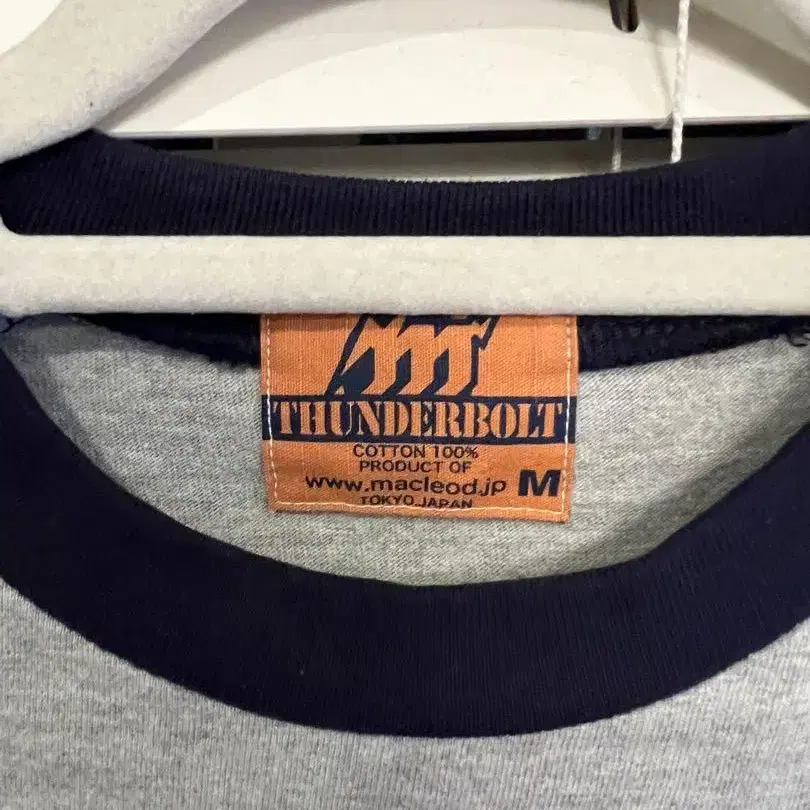 m
THUNDERBOLT
COTTON 100%
PRODUCT OF
www.macleod.jp M
TOKYO.JAPAN